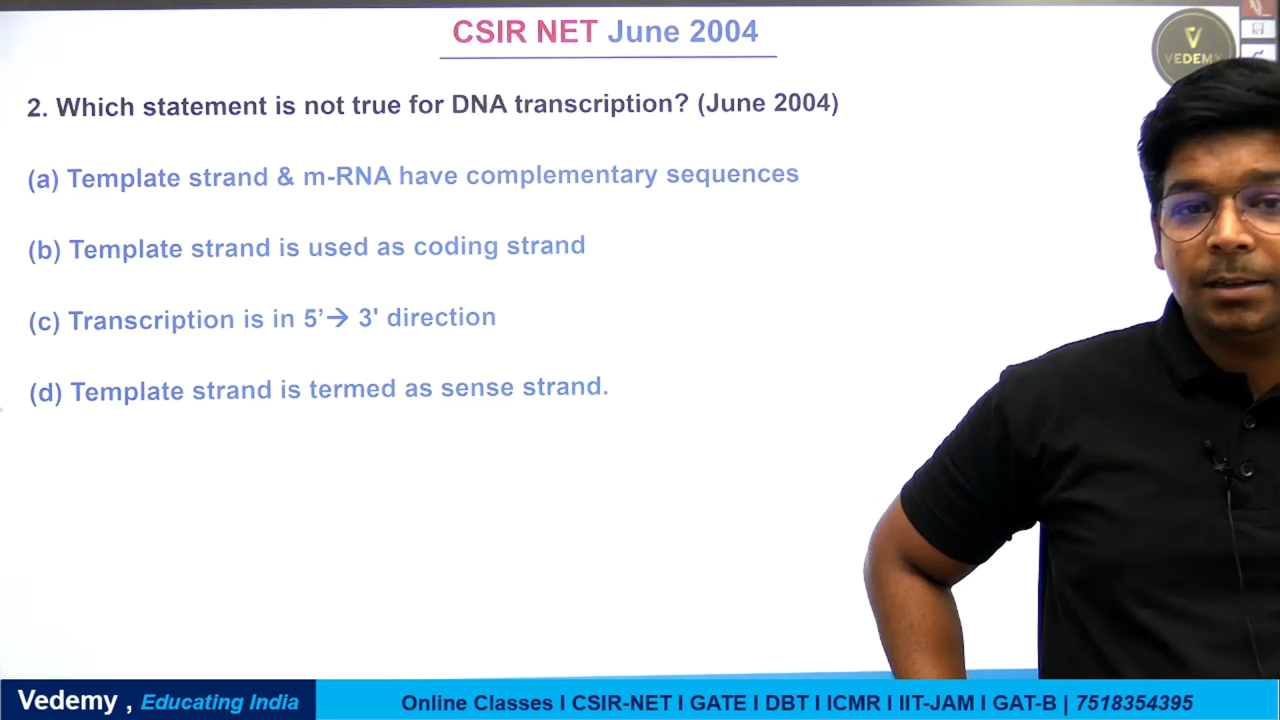 CSIR NET June 2004
VEDEMY
2. Which statement is not true for DNA transcription? (June 2004)
(a) Template strand & m-RNA have complementary sequences
(b) Template strand is used as coding strand
(c) Transcription is in 5’→ 3' direction
(d) Template strand is termed as sense strand.
Vedemy , Educating India
Online Classes I CSIR-NET I GATE I DBT I ICMR I IIT-JAM I GAT-B | 7518354395